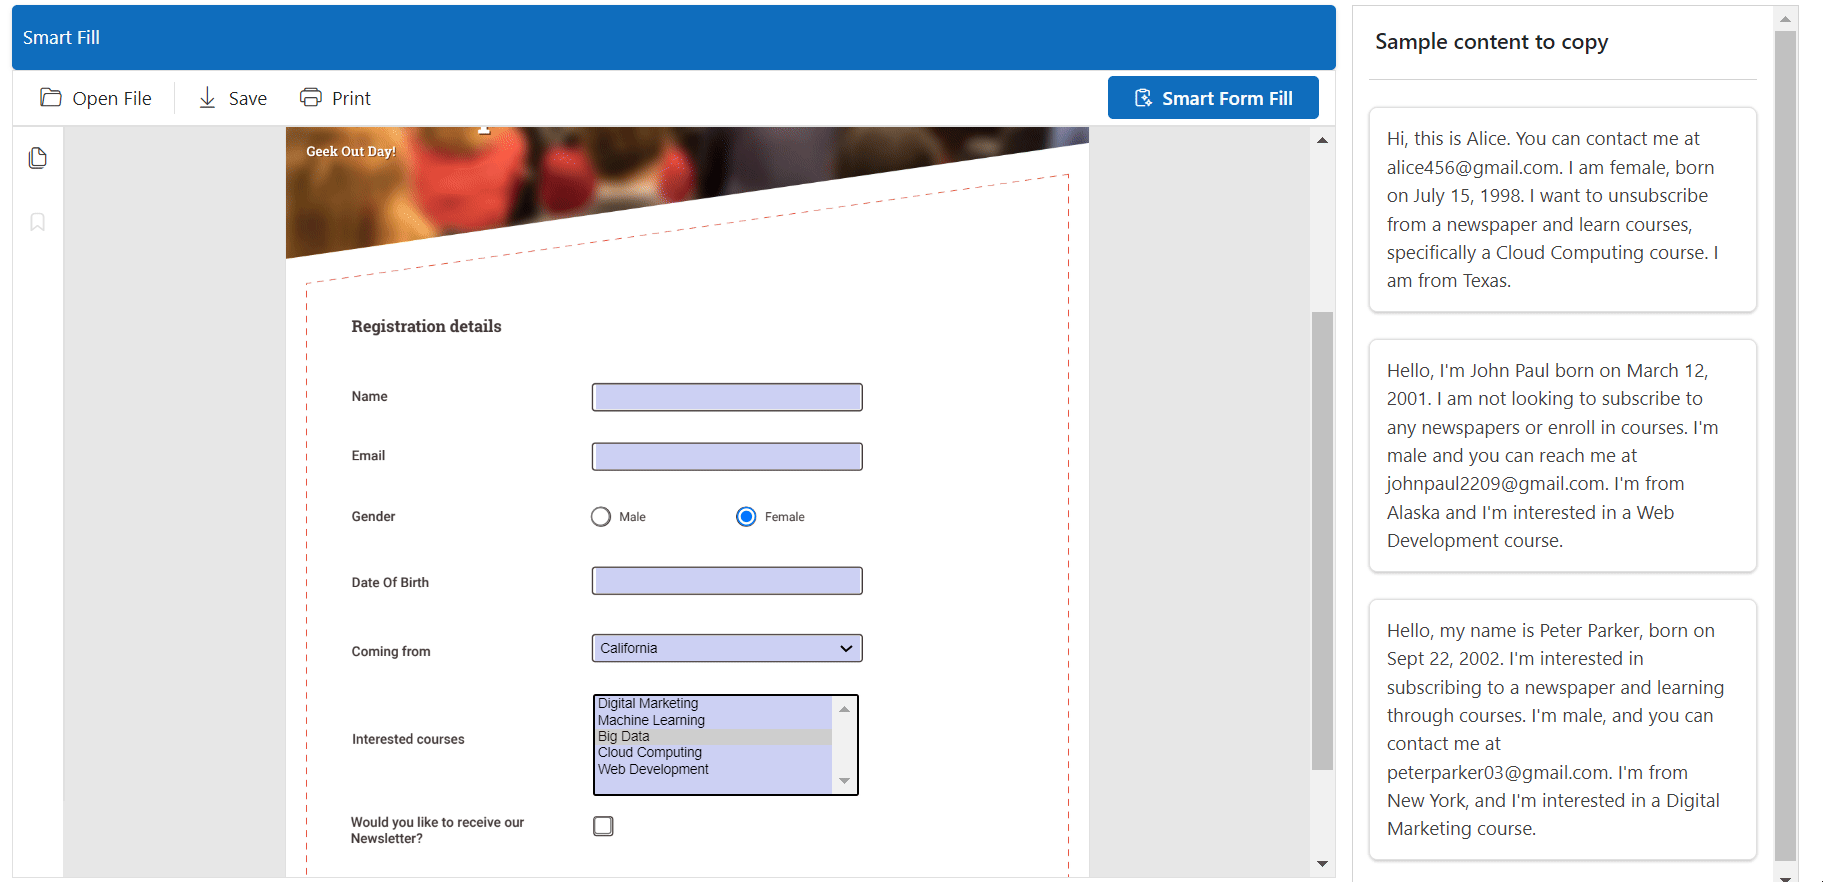 Smart Fill
Open File
Save
Print
Smart Form Fill
Geek Out Day!
Registration details
Name
Email
Gender
Male
Female
Date Of Birth
Coming from
California
Interested courses
Digital Marketing
Machine Learning
Big Data
Cloud Computing
Web Development
Would you like to receive our
Newsletter?
Sample content to copy
Hi, this is Alice. You can contact me at
alice456@gmail.com. I am female, born
on July 15, 1998. I want to unsubscribe
from a newspaper and learn courses,
specifically a Cloud Computing course. I
am from Texas.
Hello, I'm John Paul born on March 12,
2001. I am not looking to subscribe to
any newspapers or enroll in courses. I'm
male and you can reach me at
johnpaul2209@gmail.com. I'm from
Alaska and I'm interested in a Web
Development course.
Hello, my name is Peter Parker, born on
Sept 22, 2002. I'm interested in
subscribing to a newspaper and learning
through courses. I'm male, and you can
contact me at
peterparker03@gmail.com. I'm from
New York, and I'm interested in a Digital
Marketing course.